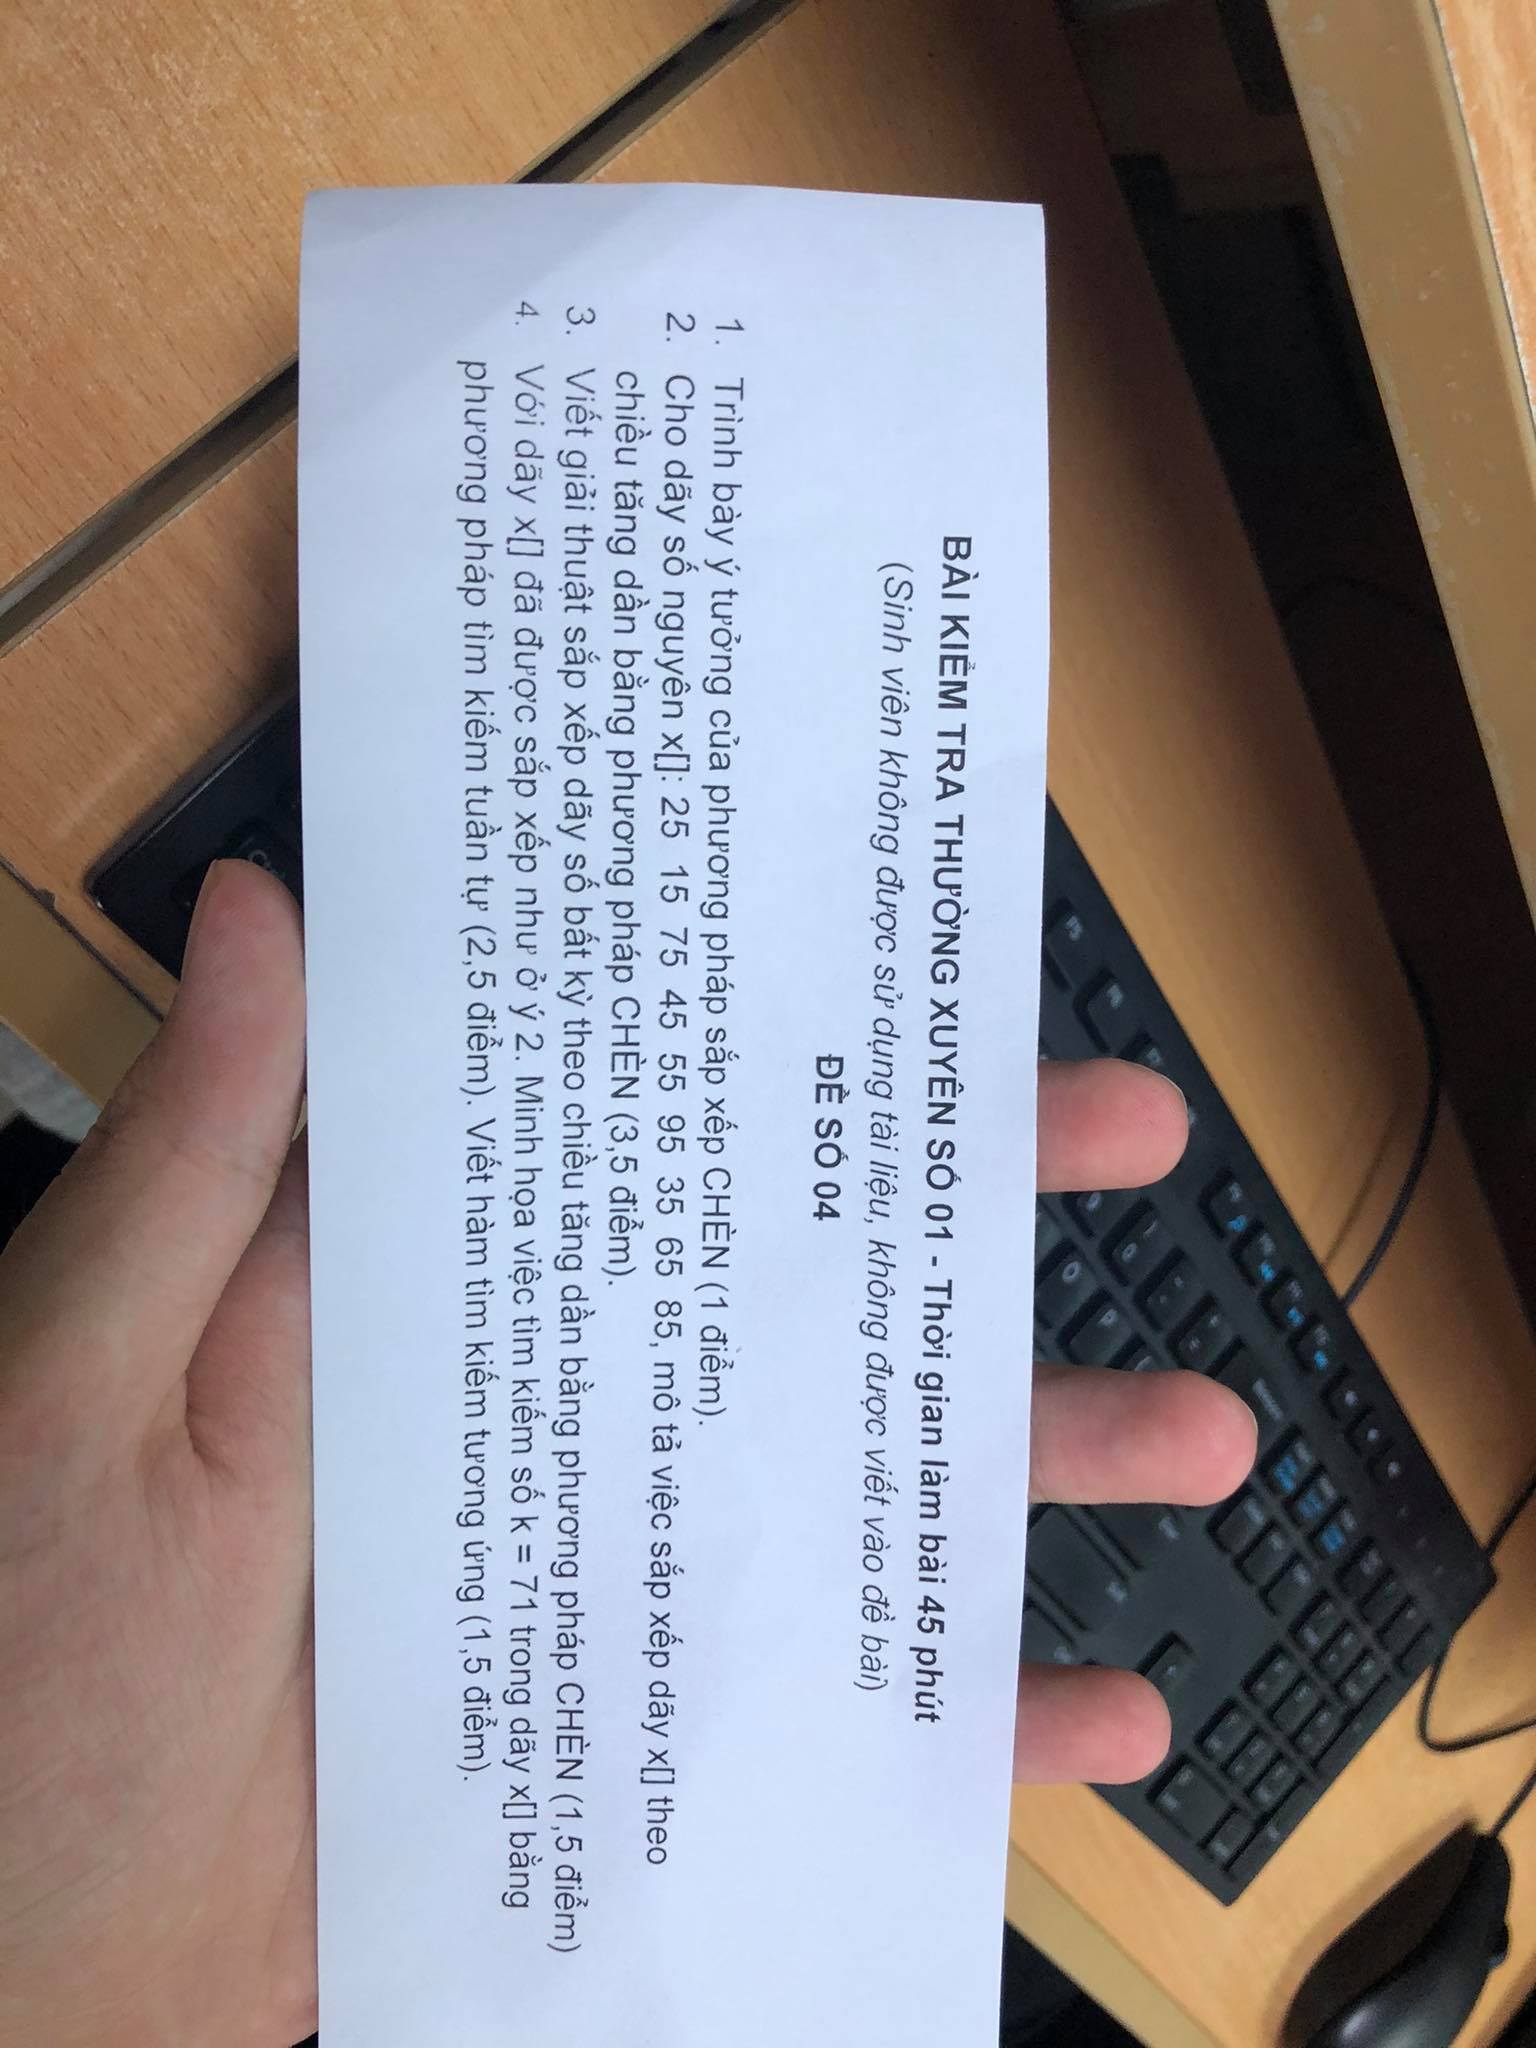 BÀI KIỂM TRA THƯỜNG XUYÊN SỐ 01 - Thời gian làm bài 45 phút
(Sinh viên không được sử dụng tài liệu, không được viết vào đề bài)
ĐỀ SỐ 04
1. Trình bày ý tưởng của phương pháp sắp xếp CHÈN (1 điểm).
2. Cho dãy số nguyên x[]: 25 15 75 45 55 95 35 65 85, mô tả việc sắp xếp dãy x[] theo
chiều tăng dần bằng phương pháp CHÈN (3,5 điểm).
3. Viết giải thuật sắp xếp dãy số bất kỳ theo chiều tăng dần bằng phương pháp CHÈN (1,5 điểm)
4. Với dãy x[] đã được sắp xếp như ở ý 2. Minh họa việc tìm kiếm số k = 71 trong dãy x[] bằng
phương pháp tìm kiếm tuần tự (2,5 điểm). Viết hàm tìm kiếm tương ứng (1,5 điểm).